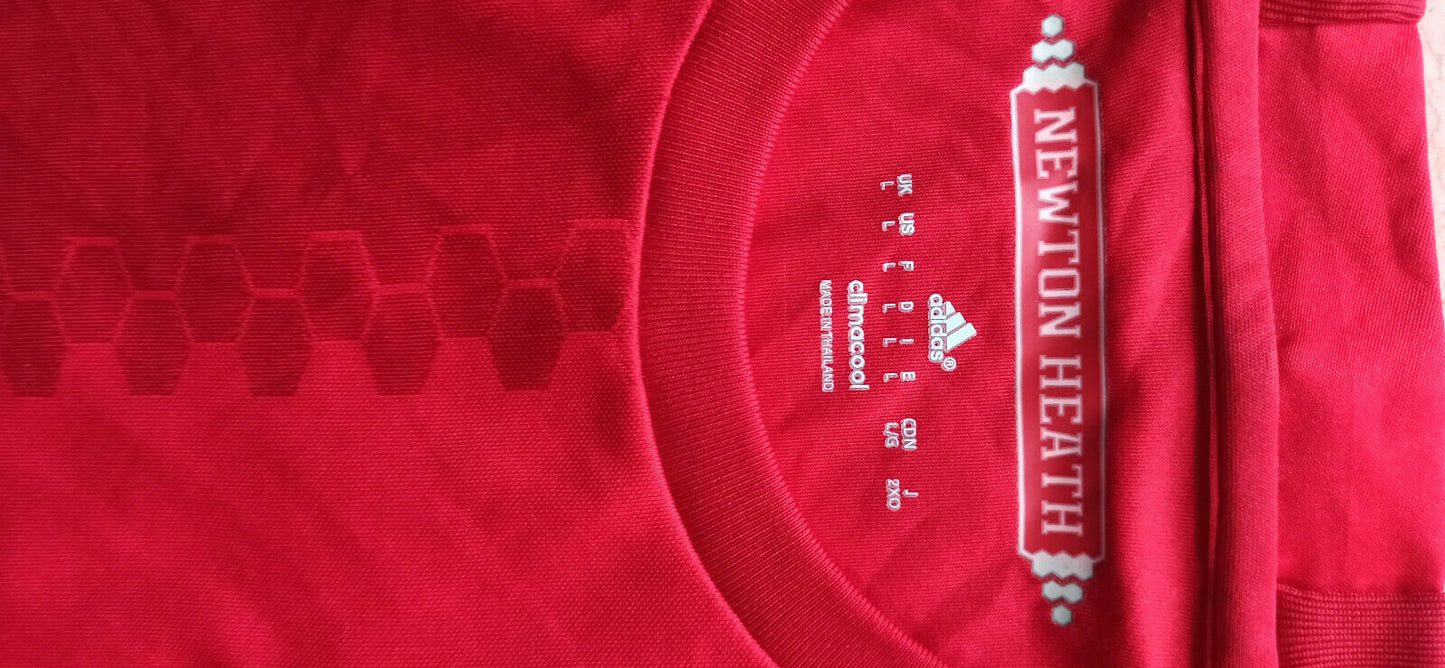 NEWTON HEATH
adidas®
UK US F D I E CDN J
L L L L L L L/G 2XO
climacool
MADE IN THAILAND